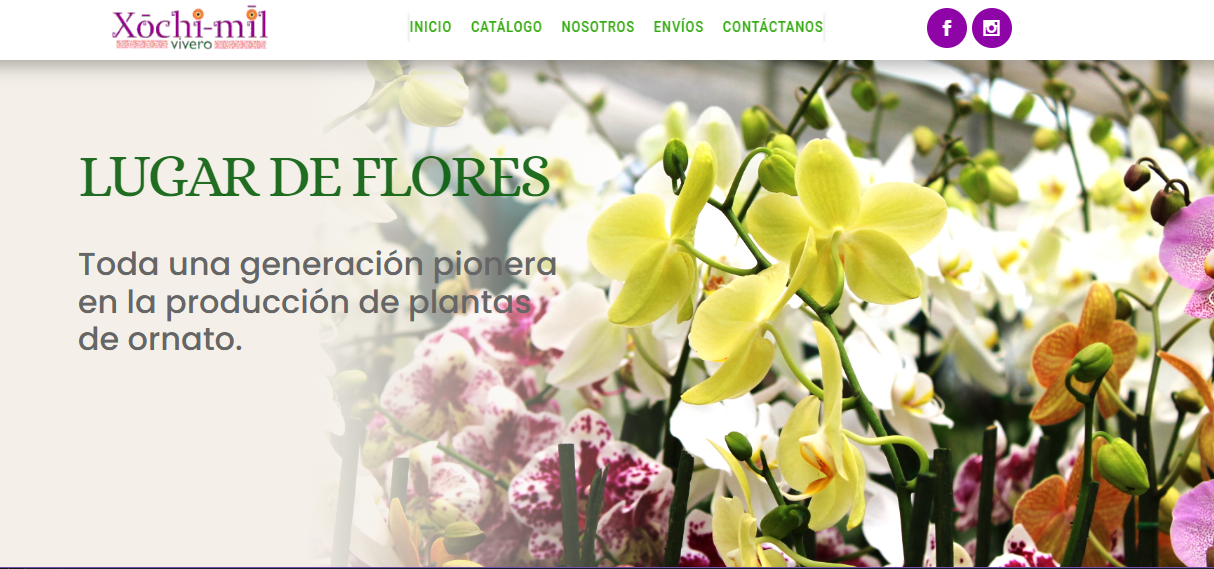 Xōchi-mīl
vivero
INICIO CATÁLOGO NOSOTROS ENVÍOS CONTÁCTANOS
f
LUGAR DE FLORES
Toda una generación pionera
en la producción de plantas
de ornato.